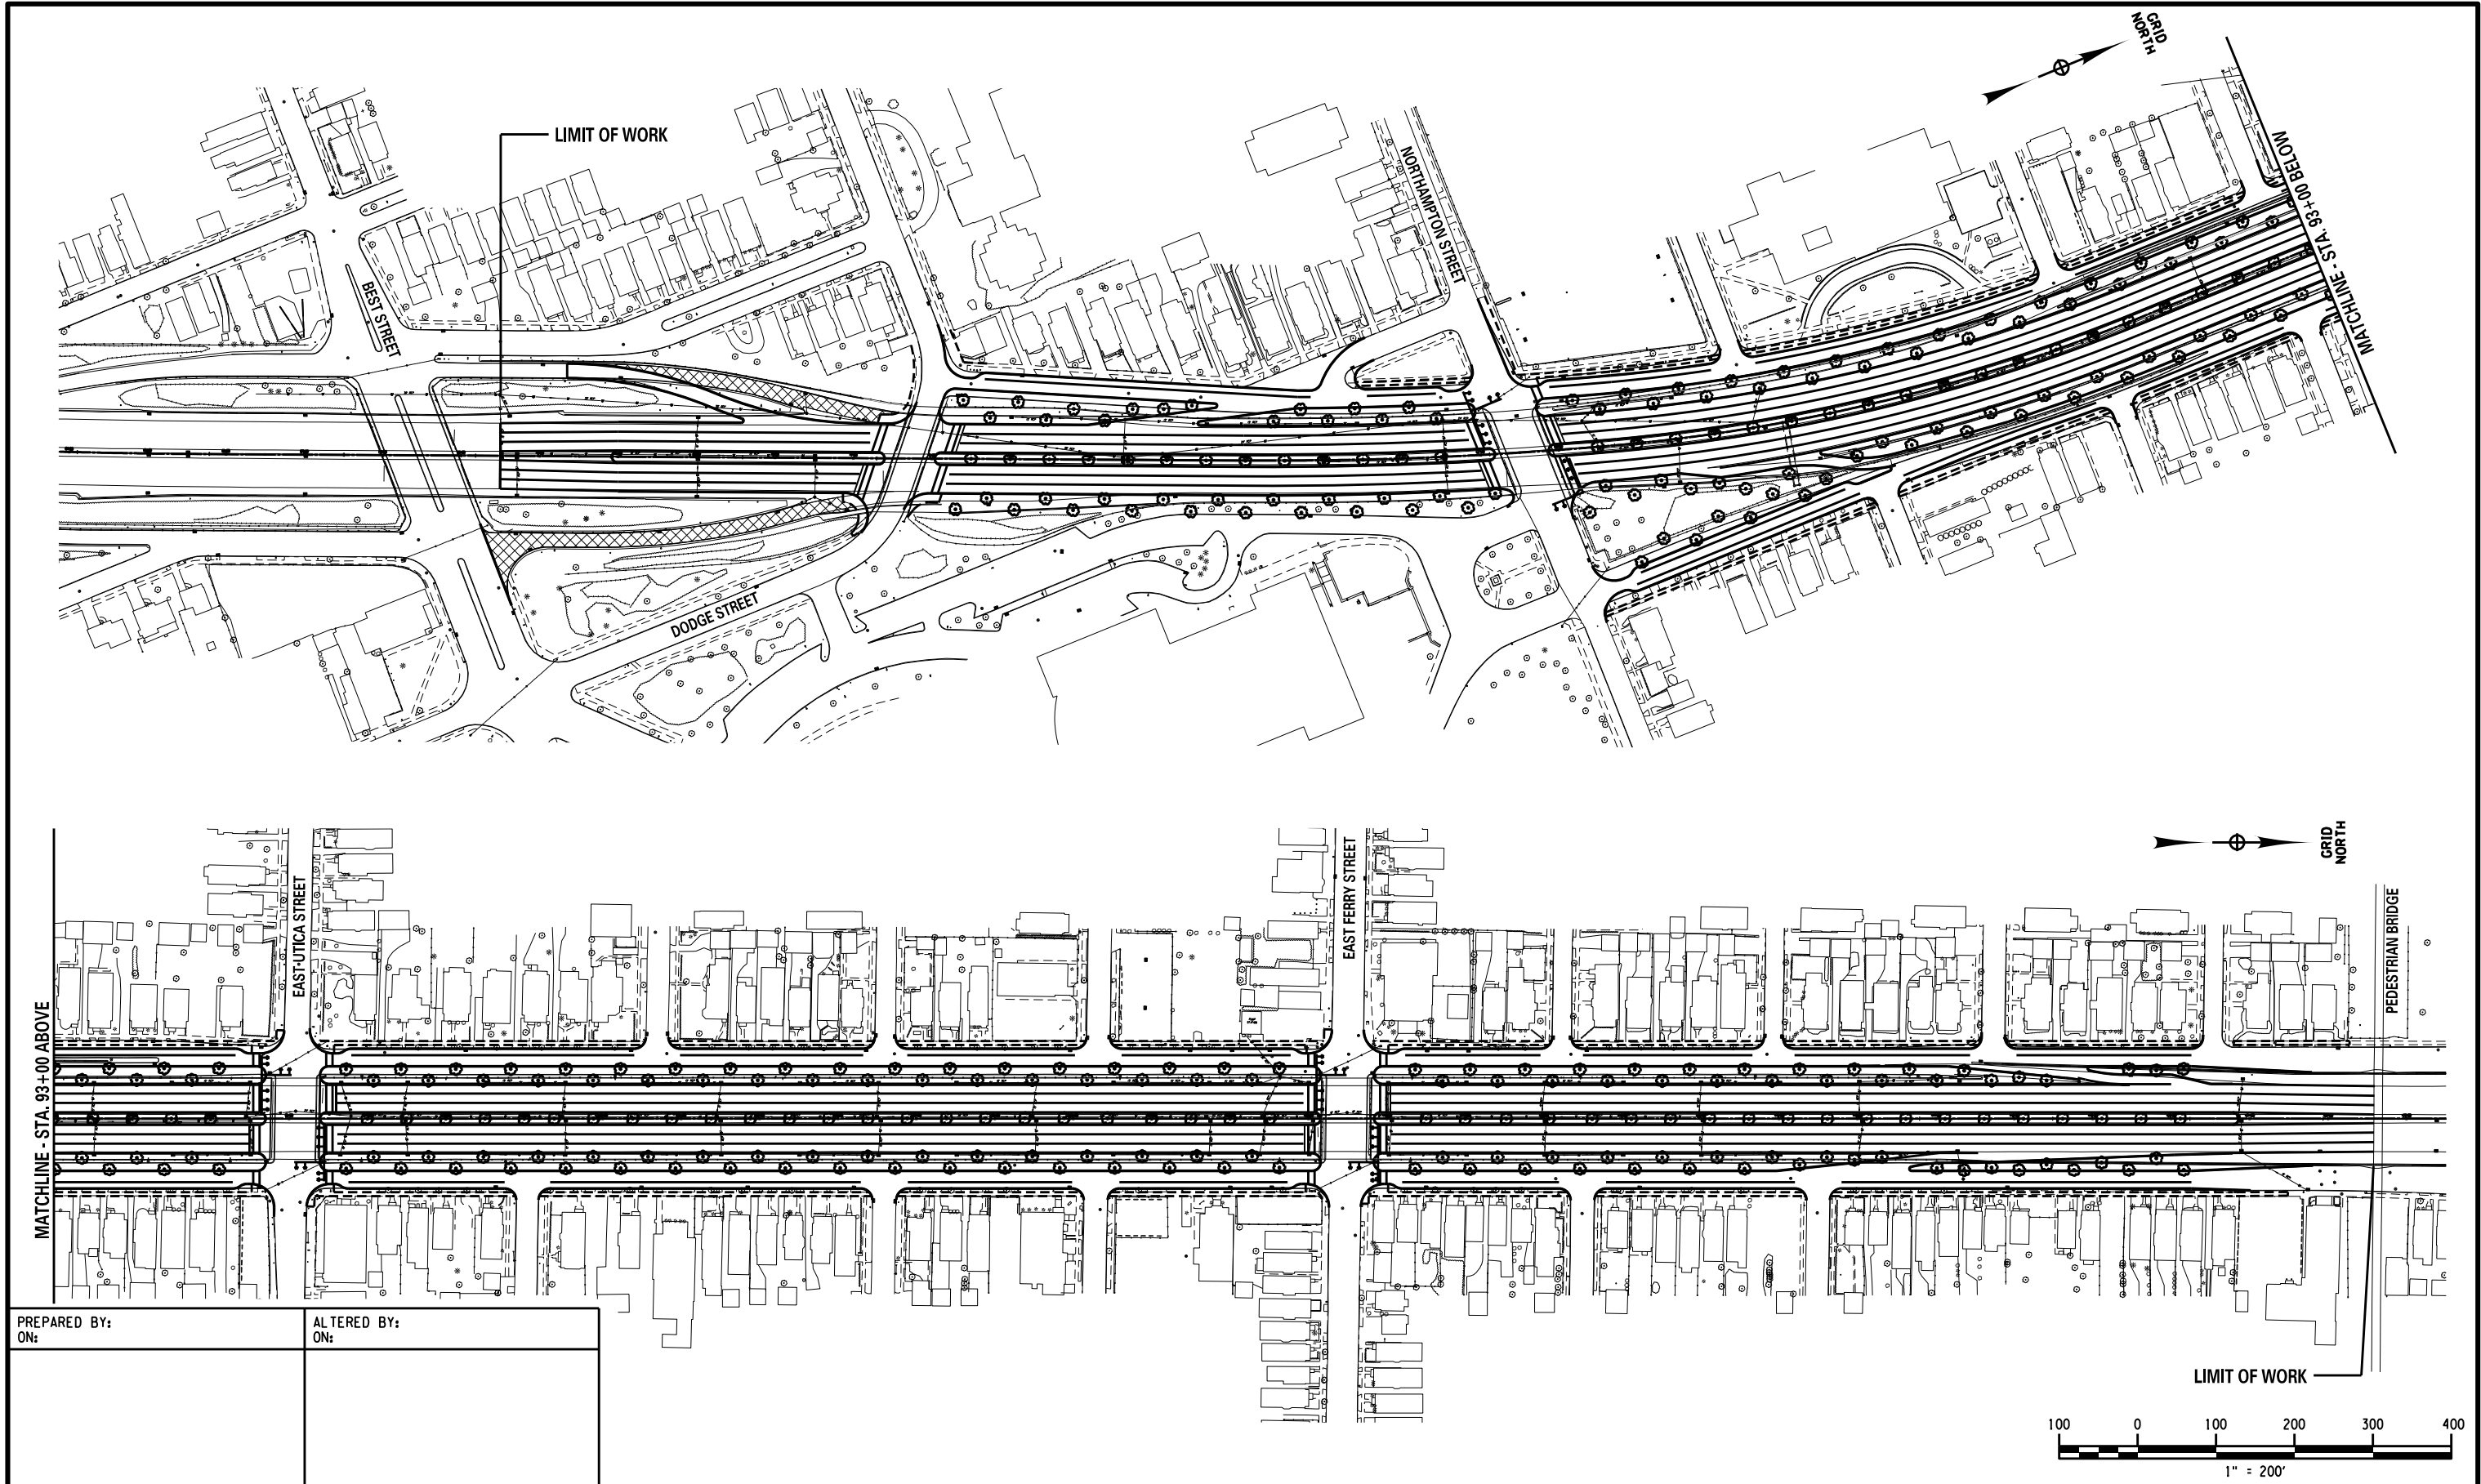 GRID
NORTH
LIMIT OF WORK
BEST STREET
NORTHAMPTON STREET
MATCHLINE - STA. 93+00 BELOW
DODGE STREET
GRID
NORTH
EAST-UTICA STREET
EAST FERRY STREET
PEDESTRIAN BRIDGE
MATCHLINE - STA. 93+00 ABOVE
PREPARED BY:
ON:
ALTERED BY:
ON:
LIMIT OF WORK
100 0 100 200 300 400
1" = 200'